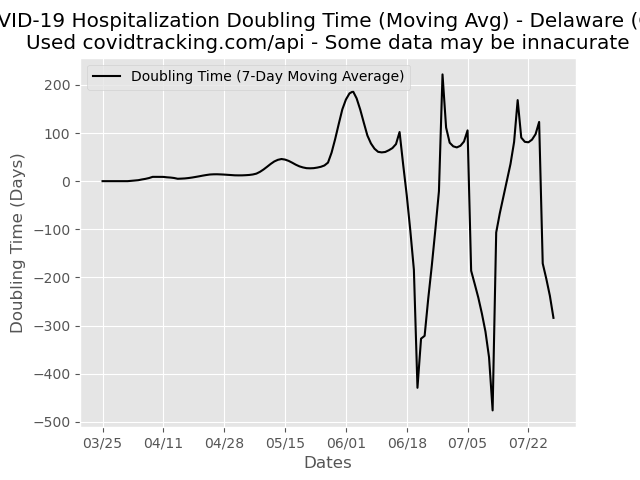 VID-19 Hospitalization Doubling Time (Moving Avg) - Delaware (
Used covidtracking.com/api - Some data may be innacurate
Doubling Time (7-Day Moving Average)
200
100
0
−100
−200
−300
−400
−500
Doubling Time (Days)
03/25 04/11 04/28 05/15 06/01 06/18 07/05 07/22
Dates